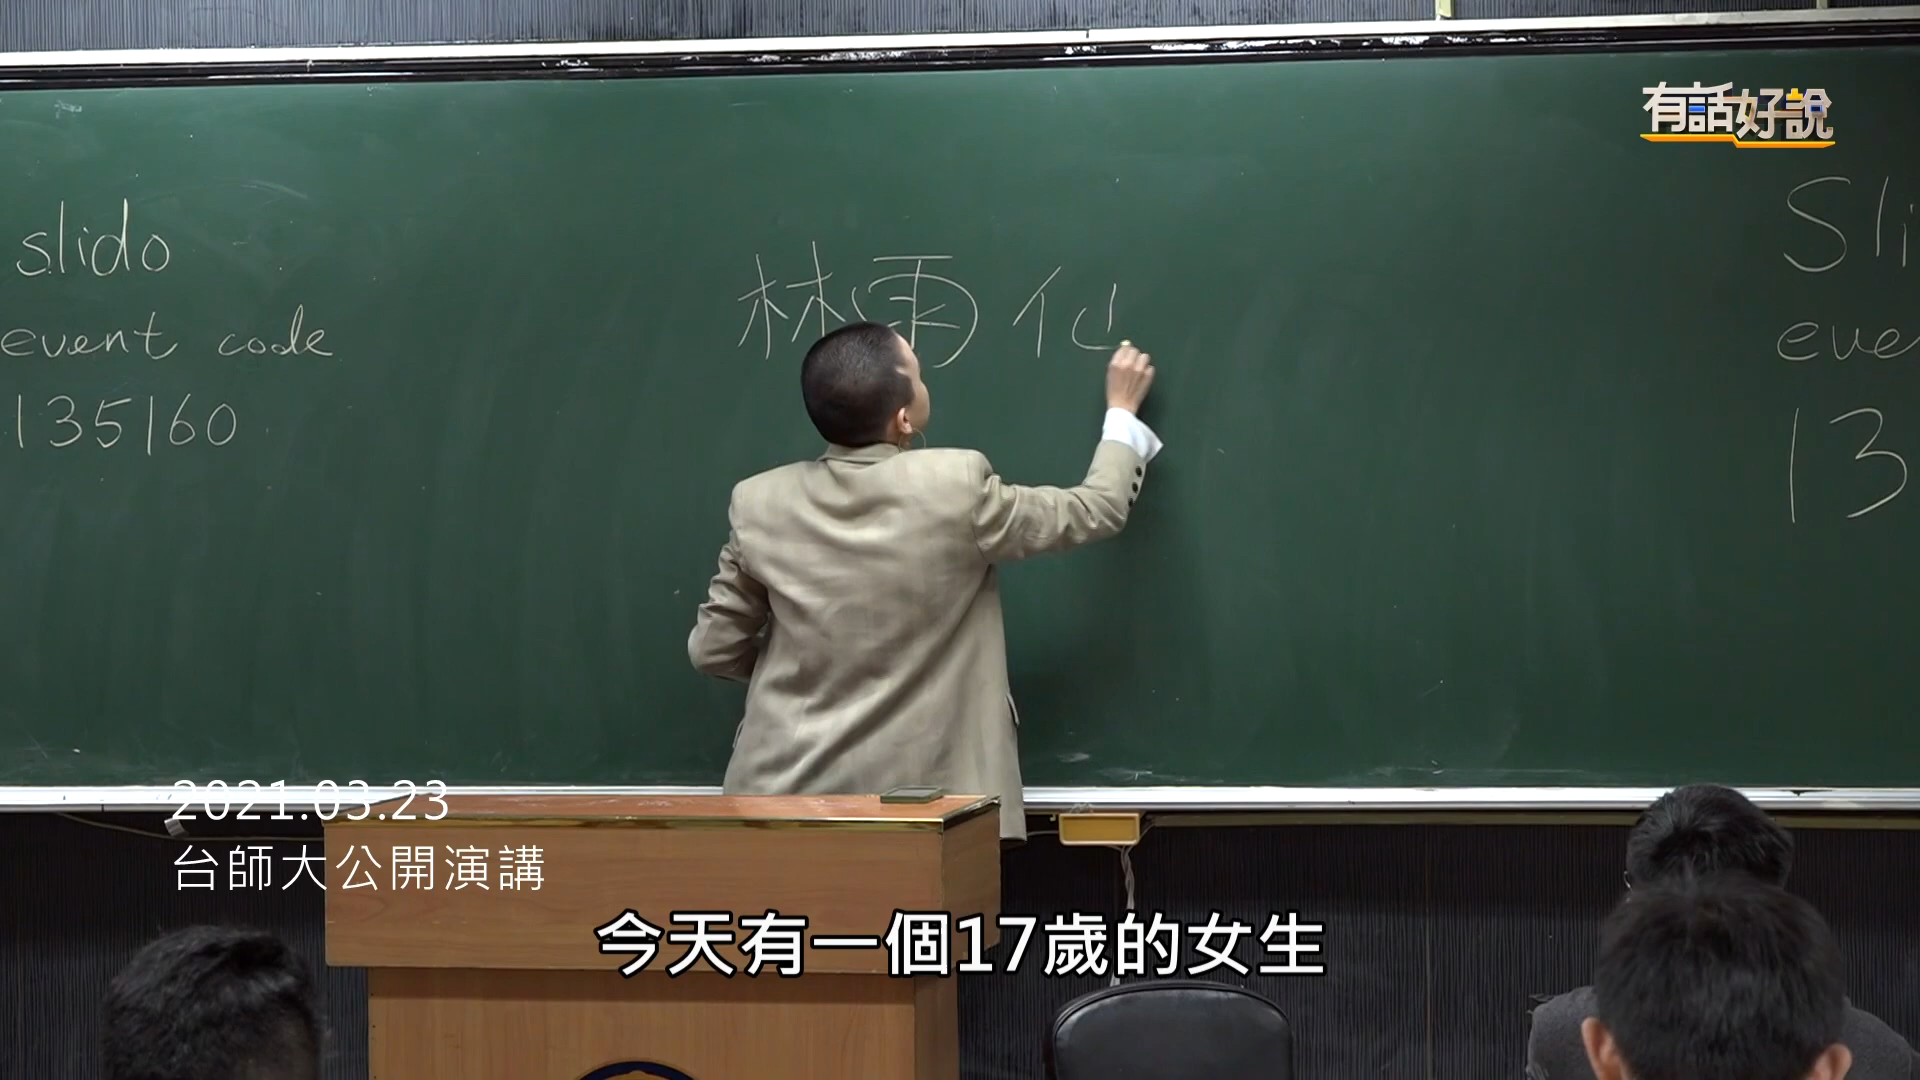 有話好說
slido
event code
135160
林
Sli
eve
13
2021.03.23
台師大公開演講
今天有一個17歲的女生